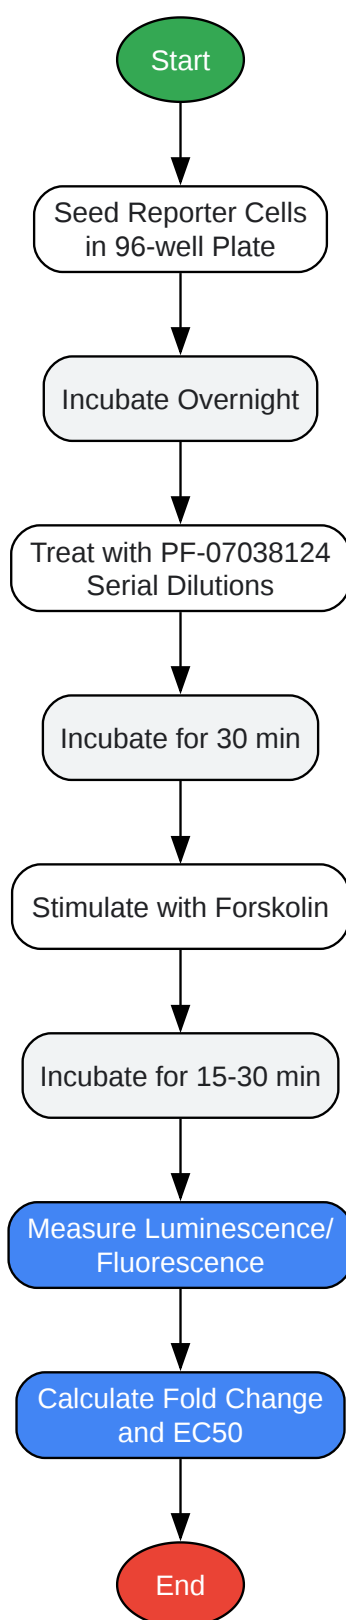 Start
Seed Reporter Cells
in 96-well Plate
Incubate Overnight
Treat with PF-07038124
Serial Dilutions
Incubate for 30 min
Stimulate with Forskolin
Incubate for 15-30 min
Measure Luminescence/
Fluorescence
Calculate Fold Change
and EC50
End